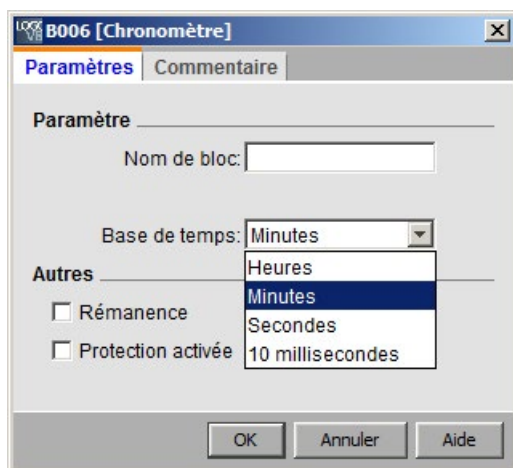 LOGO B006 [Chronomètre]
Paramètres Commentaire
Paramètre
Nom de bloc:
Base de temps: Minutes
Heures
Autres
Minutes
Rémanence
Secondes
Protection activée
10 millisecondes
OK Annuler Aide